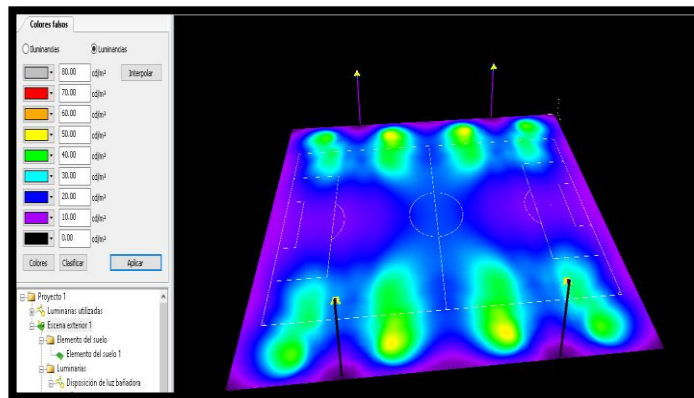 Colores falsos
Iluminancias Luminancias
80.00 cd/m² Interpolar
70.00 cd/m²
60.00 cd/m²
50.00 cd/m²
40.00 cd/m²
30.00 cd/m²
20.00 cd/m²
10.00 cd/m²
0.00 cd/m²
Colores Clasificar Aplicar
Proyecto 1
Luminarias utilizadas
Escena exterior 1
Elemento del suelo
Elemento del suelo 1
Luminarias
Disposición de luz bañadora